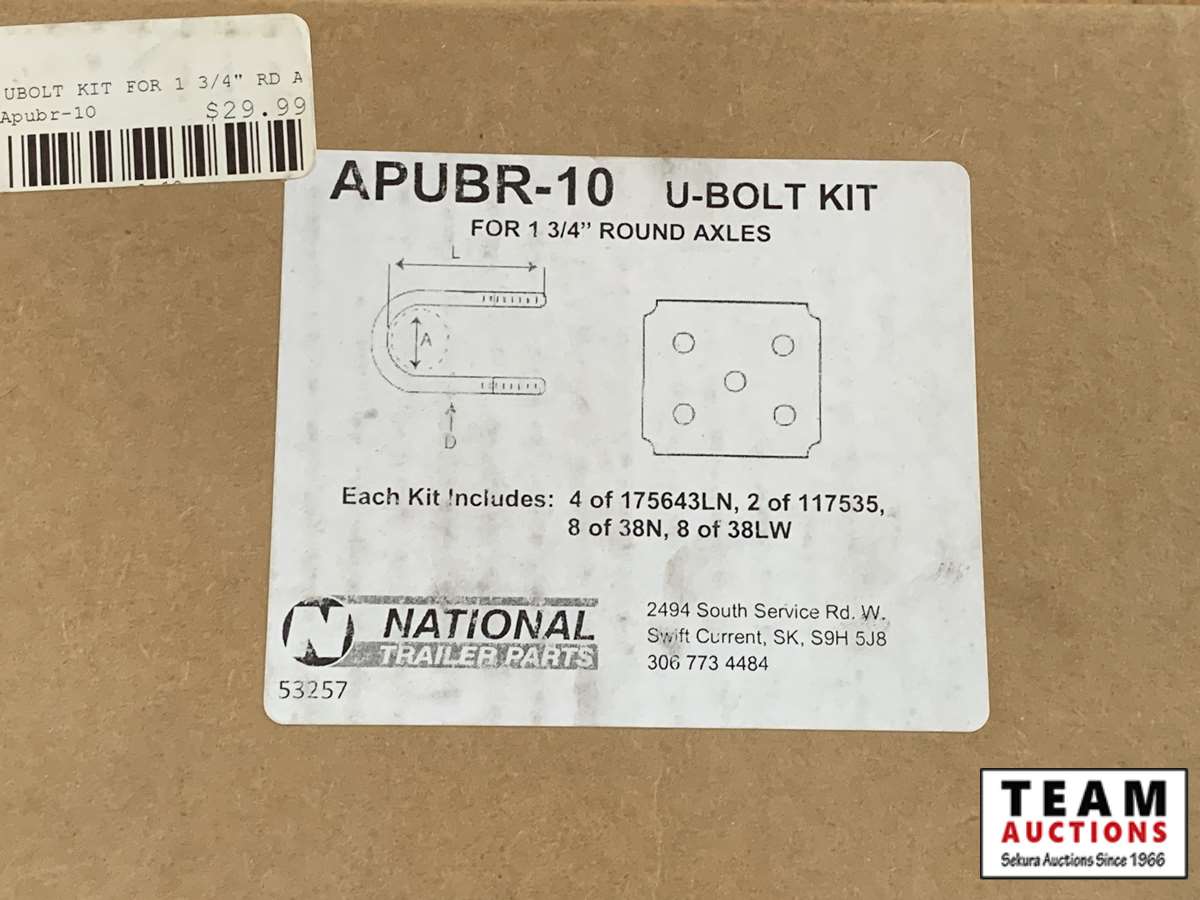 UBOLT KIT FOR 1 3/4" RD A
Apubr-10 $29.99
APUBR-10 U-BOLT KIT
FOR 1 3/4” ROUND AXLES
L
A
D
Each Kit Includes: 4 of 175643LN, 2 of 117535,
8 of 38N, 8 of 38LW
N NATIONAL
TRAILER PARTS
53257
2494 South Service Rd. W.
Swift Current, SK, S9H 5J8
306 773 4484
TEAM
AUCTIONS
Sekura Auctions Since 1966